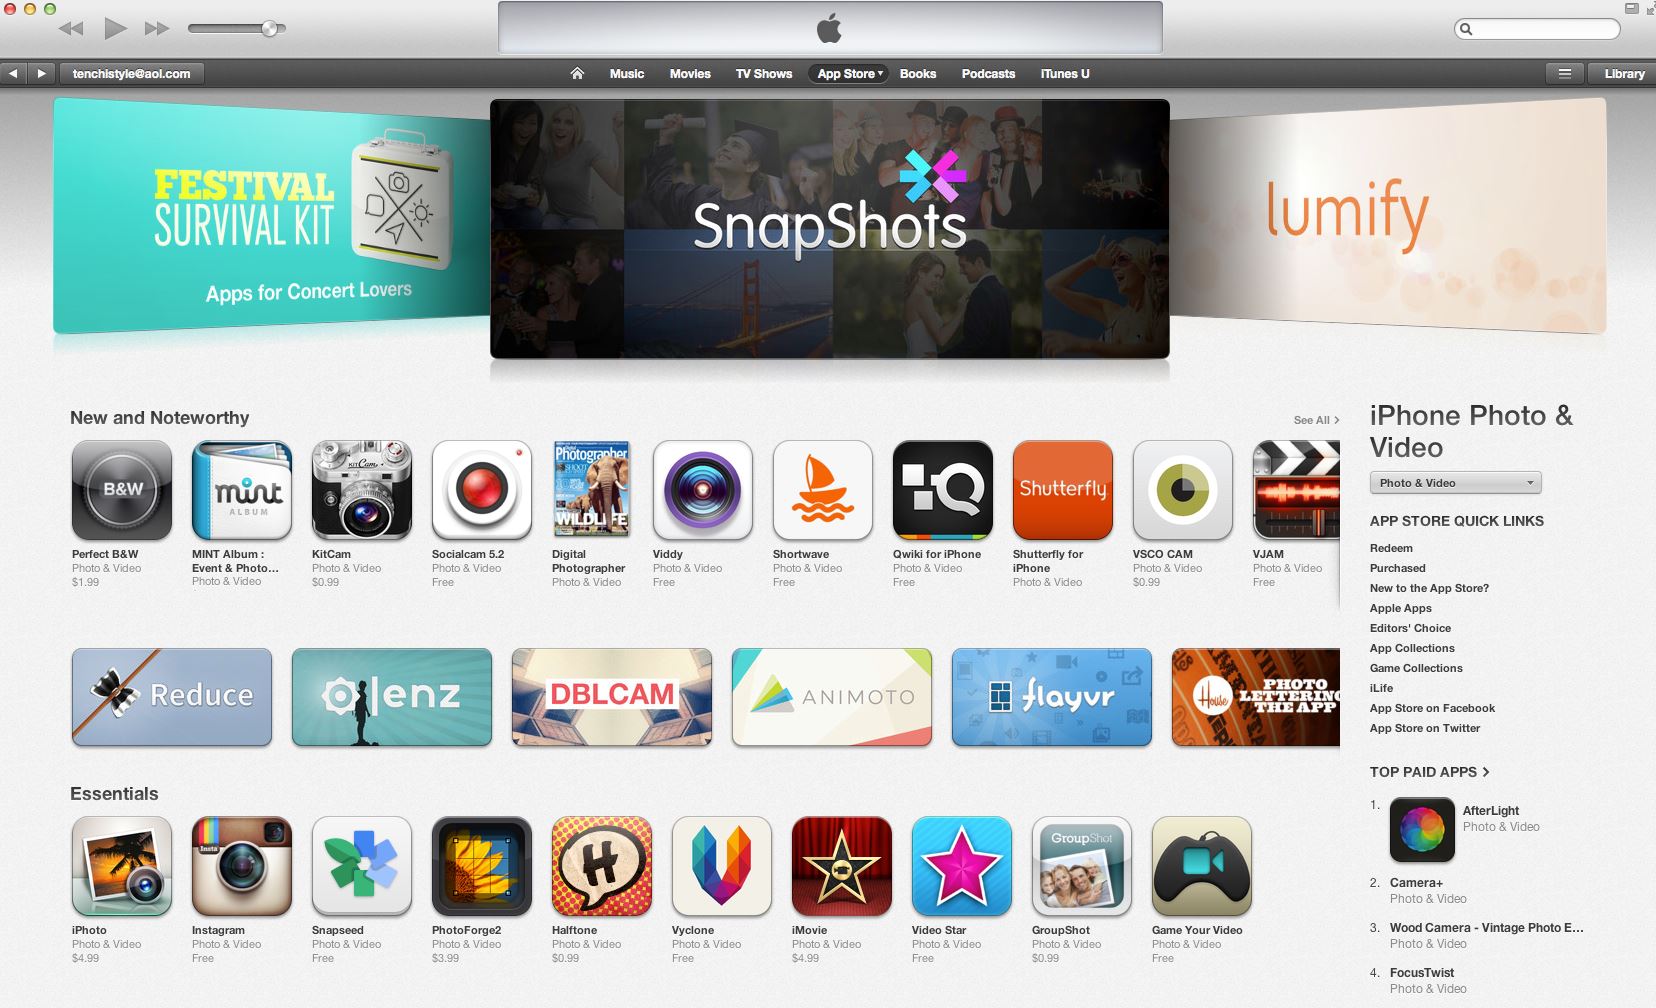 tenchistyle@aol.com
Music
Movies
TV Shows
App Store
Books
Podcasts
iTunes U
Library
FESTIVAL
SURVIVAL KIT
Apps for Concert Lovers
SnapShots
lumify
New and Noteworthy
See All >
B&W
mint
ALBUM
KitCam
Photographer
WILDLIFE
Q
Shutterfly
Perfect B&W
Photo & Video
$1.99
MINT Album :
Event & Photo...
Photo & Video
KitCam
Photo & Video
$0.99
Socialcam 5.2
Photo & Video
Free
Digital
Photographer
Photo & Video
Viddy
Photo & Video
Free
Shortwave
Photo & Video
Free
Qwiki for iPhone
Photo & Video
Free
Shutterfly for
iPhone
Photo & Video
VSCO CAM
Photo & Video
$0.99
VJAM
Photo & Video
Free
Reduce
lenz
DBLCAM
ANIMOTO
flayvr
House
PHOTO
LETTERING
THE APP
Essentials
Insta
H
GroupShot
iPhoto
Photo & Video
$4.99
Instagram
Photo & Video
Free
Snapseed
Photo & Video
Free
PhotoForge2
Photo & Video
$3.99
Halftone
Photo & Video
$0.99
Vyclone
Photo & Video
Free
iMovie
Photo & Video
$4.99
Video Star
Photo & Video
Free
GroupShot
Photo & Video
$0.99
Game Your Video
Photo & Video
Free
iPhone Photo &
Video
Photo & Video
APP STORE QUICK LINKS
Redeem
Purchased
New to the App Store?
Apple Apps
Editors' Choice
App Collections
Game Collections
iLife
App Store on Facebook
App Store on Twitter
TOP PAID APPS >
1. AfterLight
Photo & Video
2. Camera+
Photo & Video
3. Wood Camera - Vintage Photo E...
Photo & Video
4. FocusTwist
Photo & Video